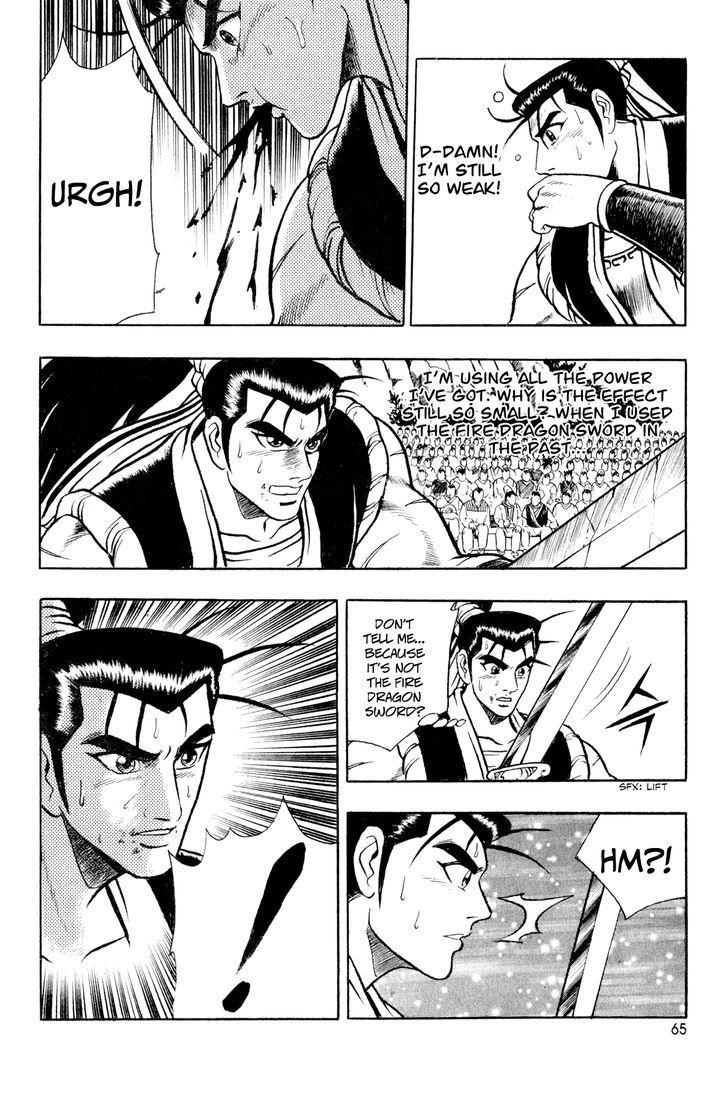 URGH!
D-DAMN!
I'M STILL
SO WEAK!
I'M USING ALL THE POWER
I'VE GOT. WHY IS THE EFFECT
STILL SO SMALL? WHEN I USED
THE FIRE DRAGON SWORD IN
THE PAST...
DON'T
TELL ME...
BECAUSE
IT'S NOT
THE FIRE
DRAGON
SWORD?
SFX: LIFT
!
HM?!
65